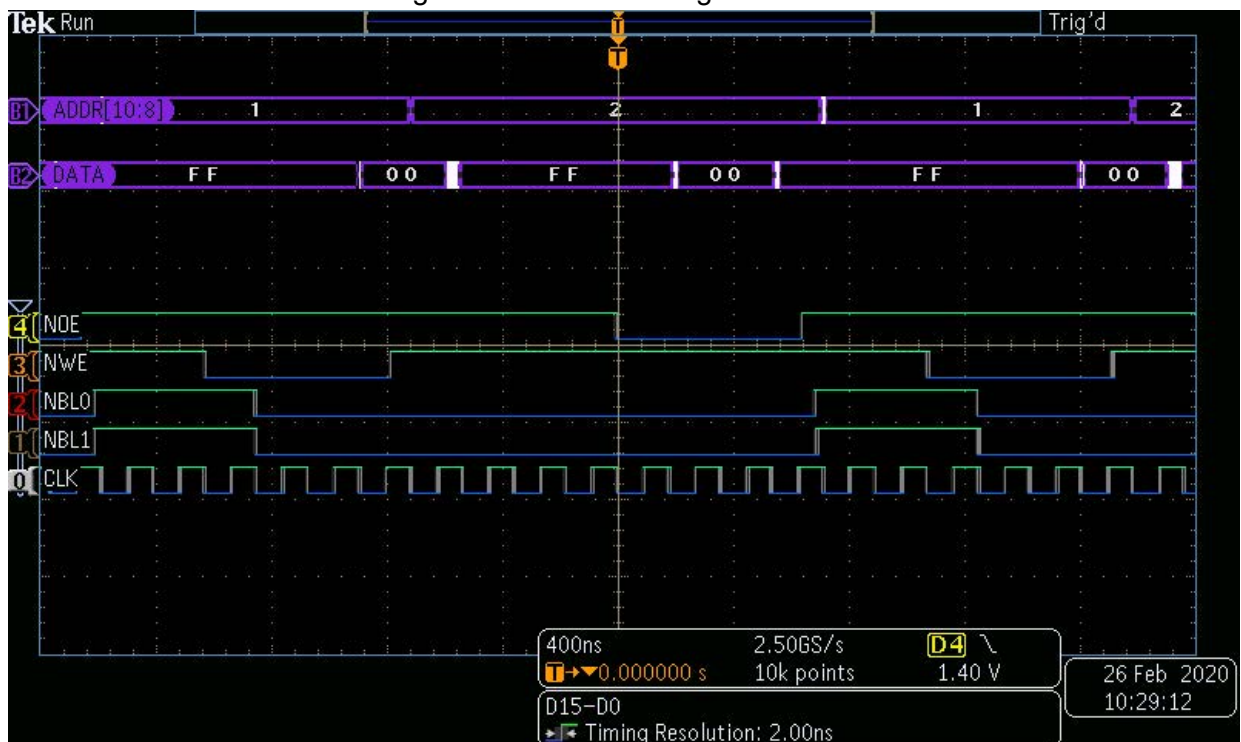 Tek Run Trig'd
T
T
B1 ADDR[10:8] 1 2 1 2
B2 DATA FF 00 FF 00 FF 00
4 NOE
3 NWE
2 NBL0
1 NBL1
0 CLK
400ns 2.50GS/s D4
T→▼0.000000 s 10k points 1.40 V
26 Feb 2020
10:29:12
D15-D0
Timing Resolution: 2.00ns